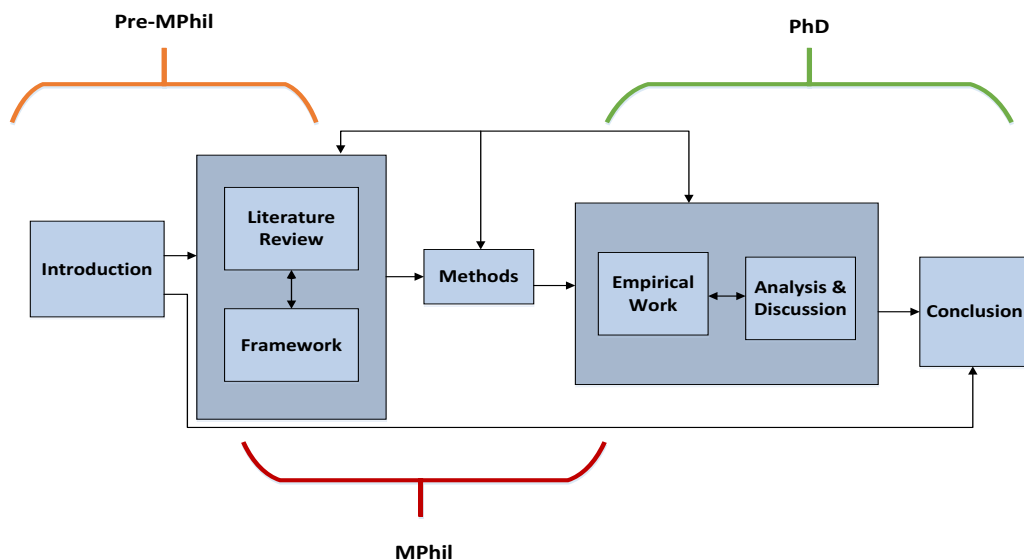 Pre-MPhil
PhD
Introduction
Literature
Review
Framework
Methods
Empirical
Work
Analysis &
Discussion
Conclusion
MPhil